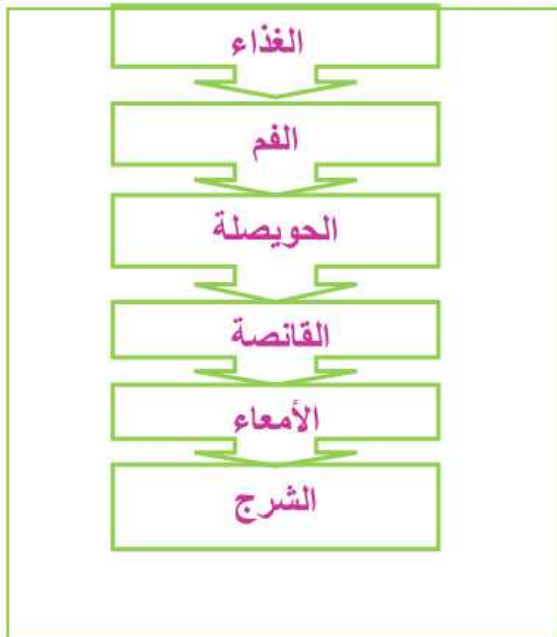 الغذاء
الفم
الحويصلة
القانصة
الأمعاء
الشرج